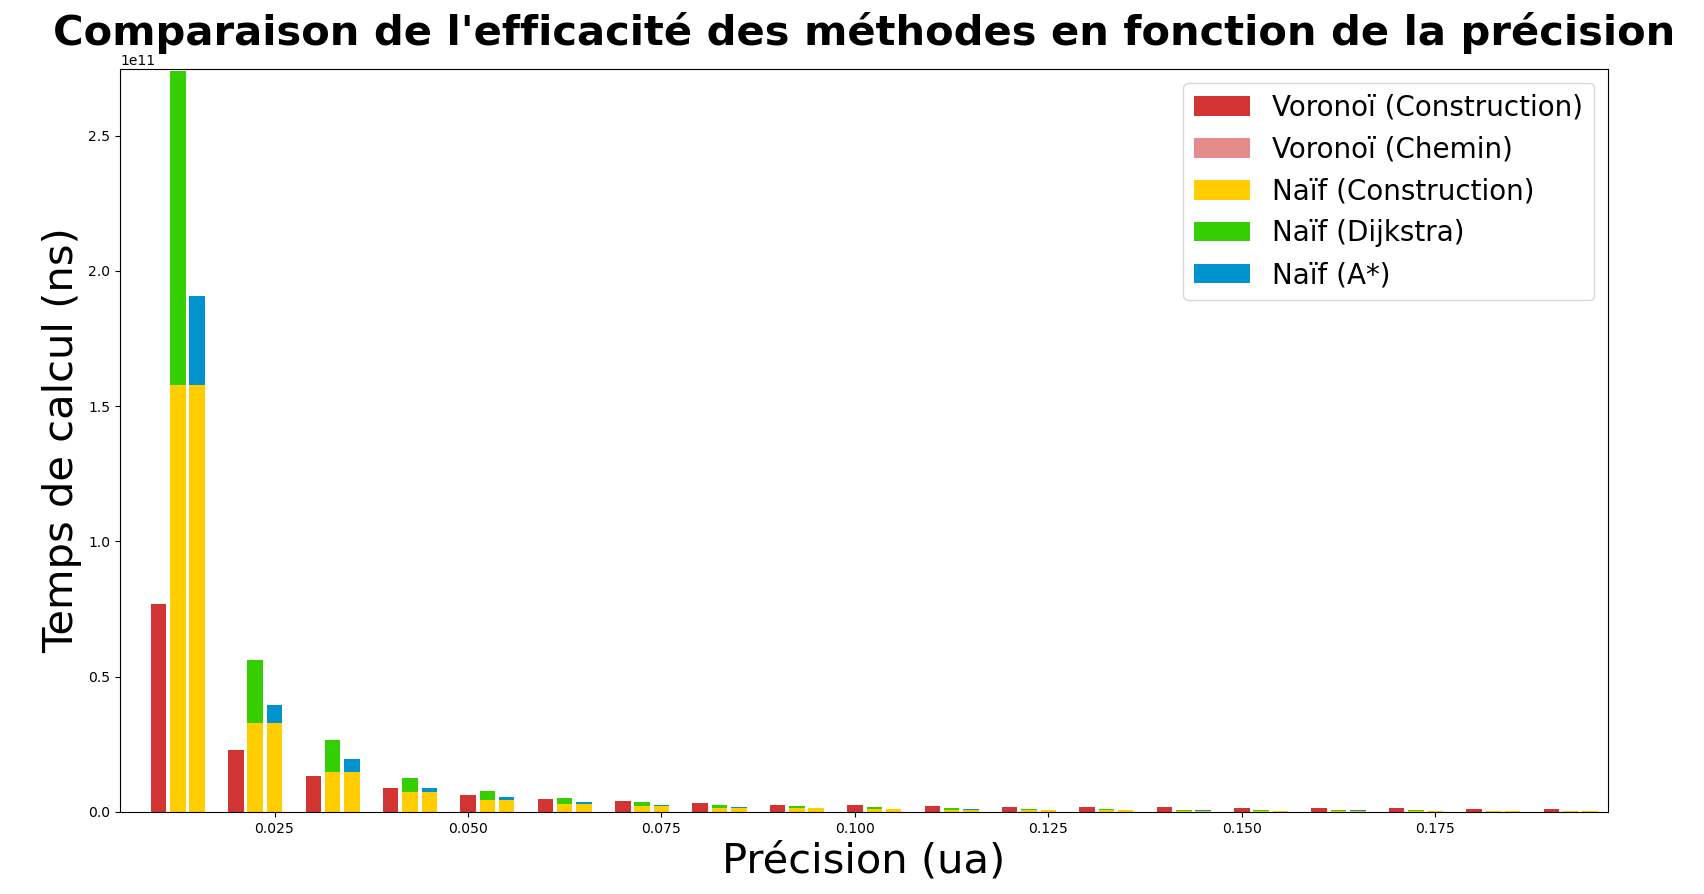 Comparaison de l'efficacité des méthodes en fonction de la précision
1e11
Voronoï (Construction)
Voronoï (Chemin)
Naïf (Construction)
Naïf (Dijkstra)
Naïf (A*)
Temps de calcul (ns)
2.5
2.0
1.5
1.0
0.5
0.0
0.025 0.050 0.075 0.100 0.125 0.150 0.175
Précision (ua)